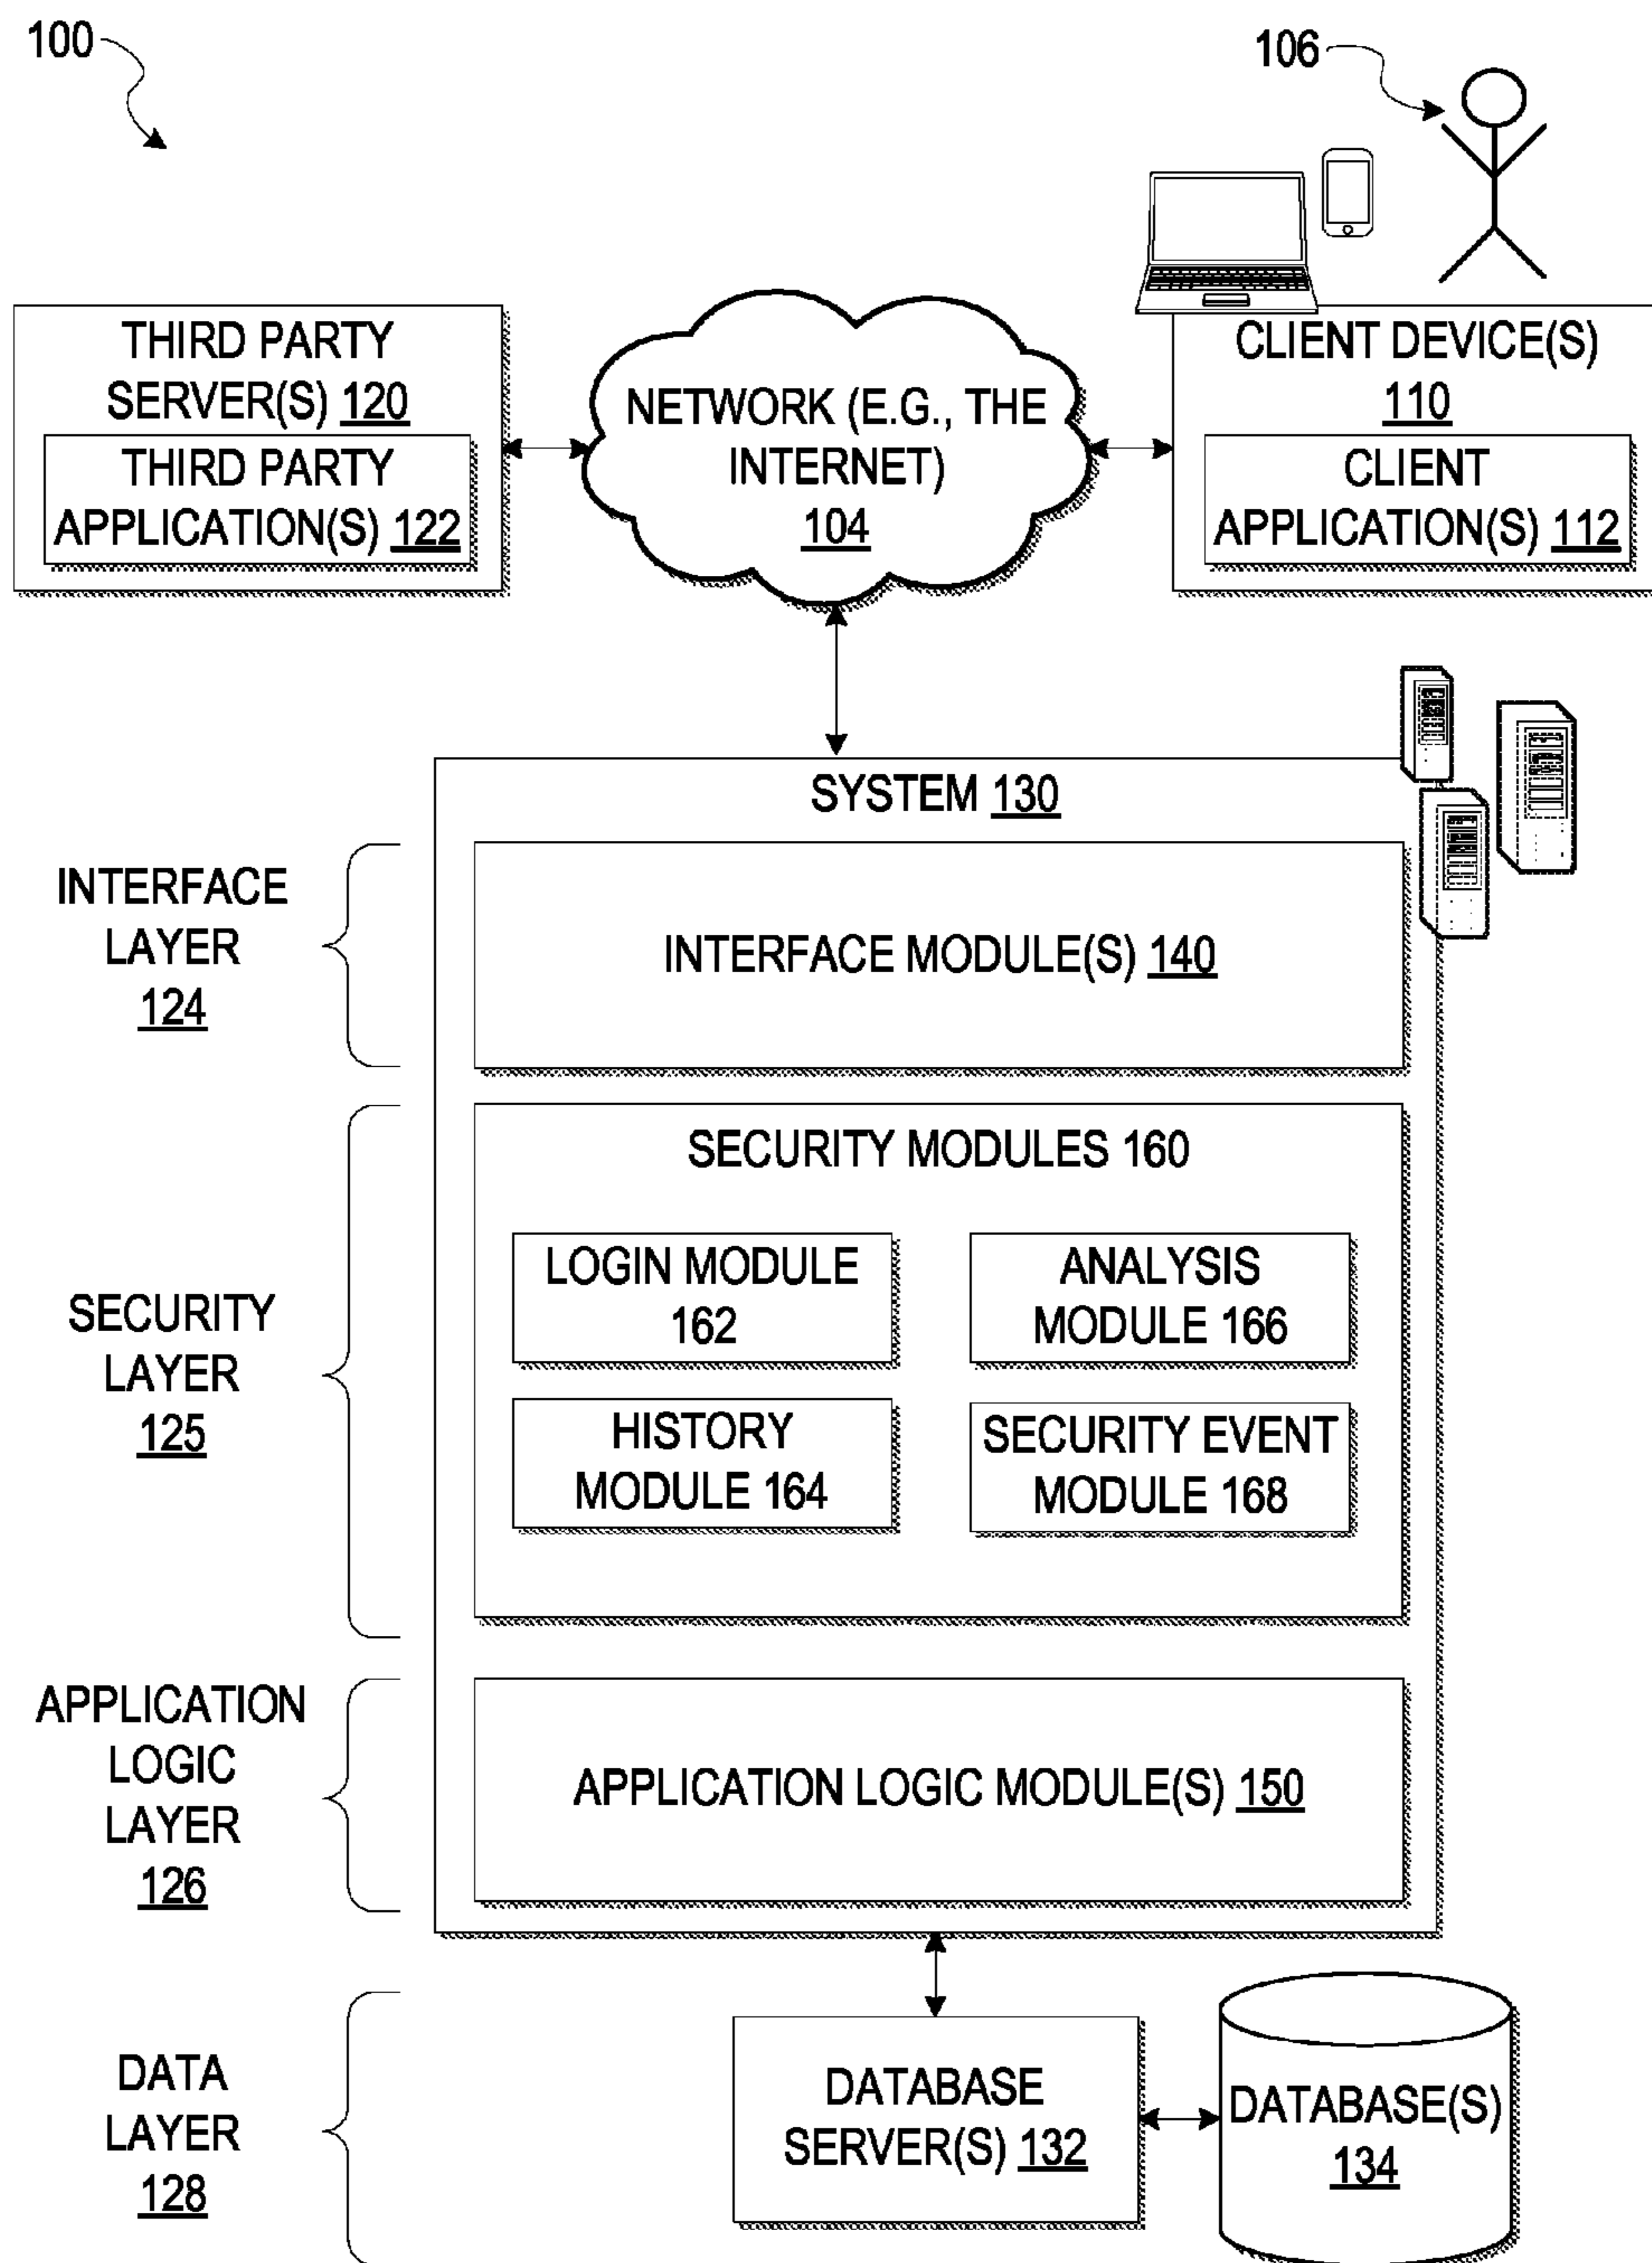 100
106
THIRD PARTY
SERVER(S) 120
THIRD PARTY
APPLICATION(S) 122
NETWORK (E.G., THE
INTERNET)
104
CLIENT DEVICE(S)
110
CLIENT
APPLICATION(S) 112
SYSTEM 130
INTERFACE
LAYER
124
INTERFACE MODULE(S) 140
SECURITY
LAYER
125
SECURITY MODULES 160
LOGIN MODULE
162
ANALYSIS
MODULE 166
HISTORY
MODULE 164
SECURITY EVENT
MODULE 168
APPLICATION
LOGIC
LAYER
126
APPLICATION LOGIC MODULE(S) 150
DATA
LAYER
128
DATABASE
SERVER(S) 132
DATABASE(S)
134